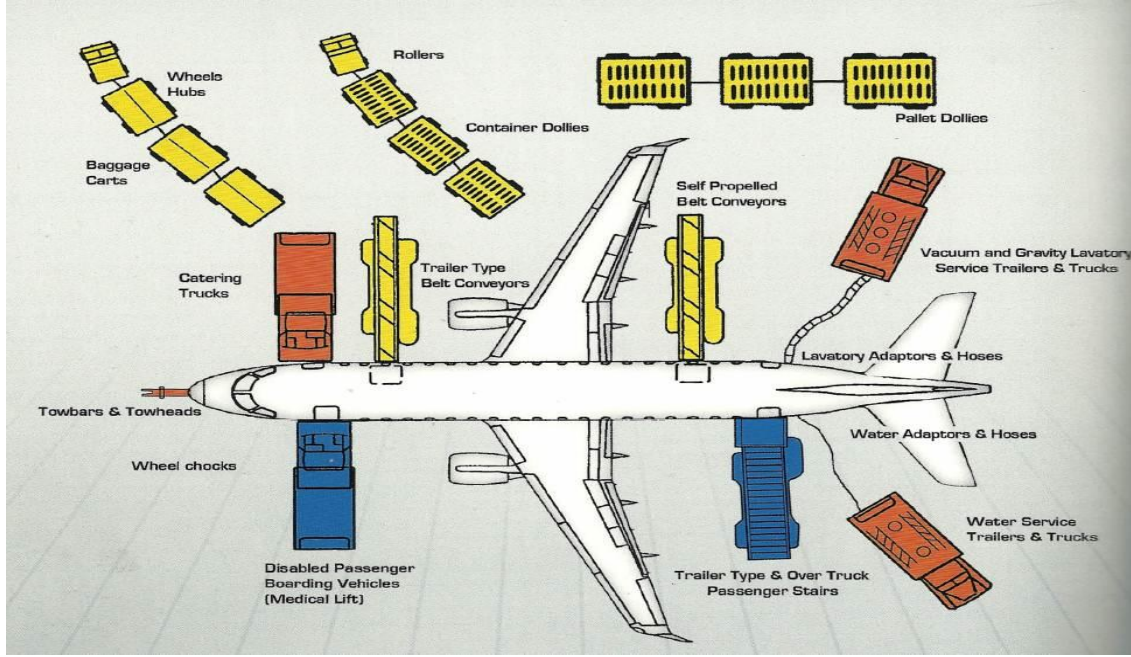 Wheels
Hubs
Rollers
Container Dollies
Pallet Dollies
Baggage
Carts
Self Propelled
Belt Conveyors
Catering
Trucks
Trailer Type
Belt Conveyors
Vacuum and Gravity Lavatory
Service Trailers & Trucks
Lavatory Adaptors & Hoses
Towbars & Towheads
Water Adaptors & Hoses
Wheel chocks
Water Service
Trailers & Trucks
Disabled Passenger
Boarding Vehicles
(Medical Lift)
Trailer Type & Over Truck
Passenger Stairs